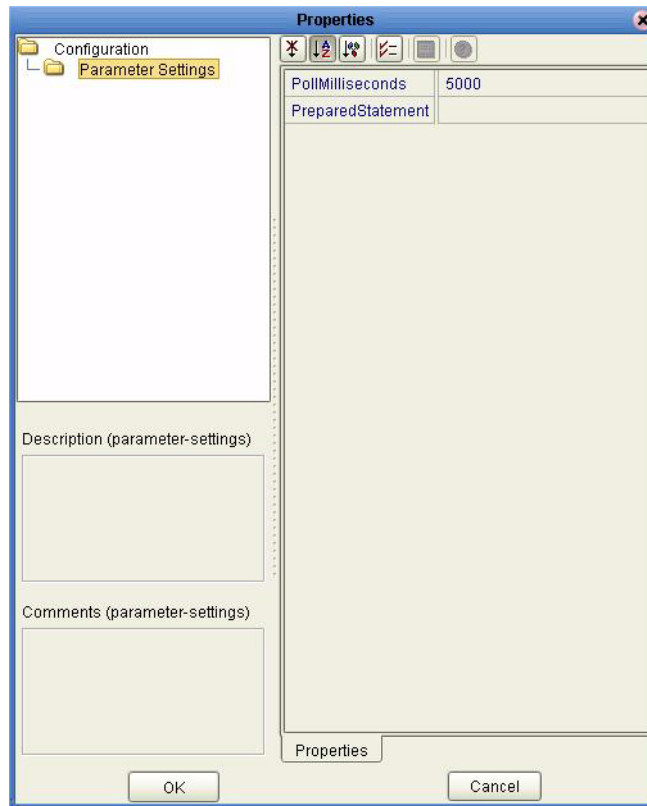 Properties
Configuration
Parameter Settings
PollMilliseconds 5000
PreparedStatement
Description (parameter-settings)
Comments (parameter-settings)
Properties
OK Cancel